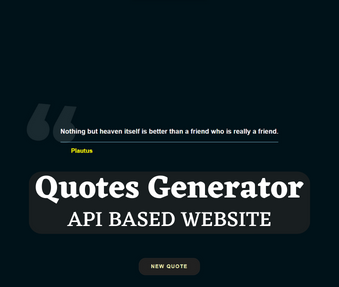 Nothing but heaven itself is better than a friend who is really a friend.
Plautus
Quotes Generator
API BASED WEBSITE
NEW QUOTE